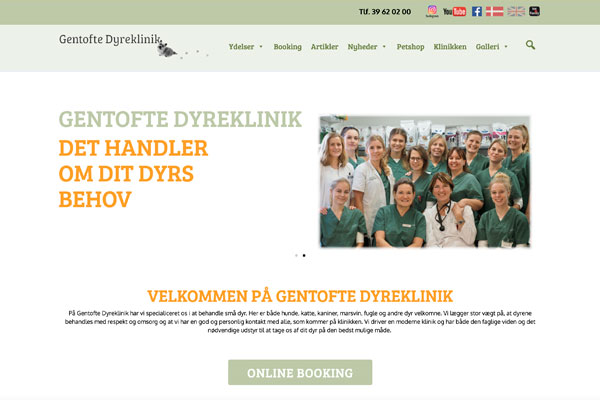 Tlf. 39 62 02 00
YouTube
Gentofte Dyreklinik
Ydelser
Booking
Artikler
Nyheder
Petshop
Klinikken
Galleri
GENTOFTE DYREKLINIK
DET HANDLER
OM DIT DYRS
BEHOV
VELKOMMEN PÅ GENTOFTE DYREKLINIK
På Gentofte Dyreklinik har vi specialiceret os i at behandle små dyr. Her er både hunde, katte, kaniner, marsvin, fugle og andre dyr velkomne. Vi lægger stor vægt på, at dyrene
behandles med respekt og omsorg og at vi har en god og personlig kontakt med alle, som kommer på klinikken. Vi driver en moderne klinik og har både den faglige viden og det
nødvendige udstyr til at tage os af dit dyr på den bedst mulige måde.
ONLINE BOOKING